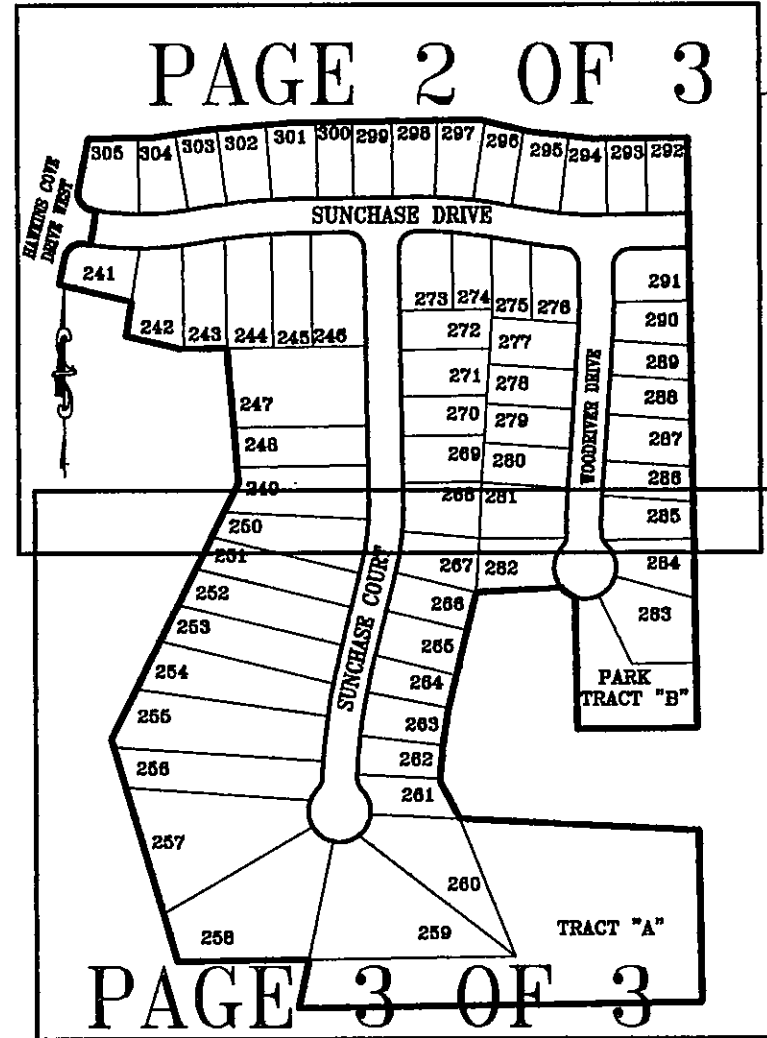 PAGE 2 OF 3
305 304 303 302 301 300 299 298 297 296 295 294 293 292
HAWKINS COVE
DRIVE WEST
SUNCHASE DRIVE
241
242 243 244 245 246
273 274 275 276
291
290
272 277
289
271 278
288
270 279
287
269 280
286
247
248
249
268 281
285
WOODRIVER DRIVE
250
251
267 282
284
252
266
283
253
265
254
264
PARK
TRACT "B"
255
263
262
256
261
SUNCHASE COURT
257
260
258
259
TRACT "A"
PAGE 3 OF 3